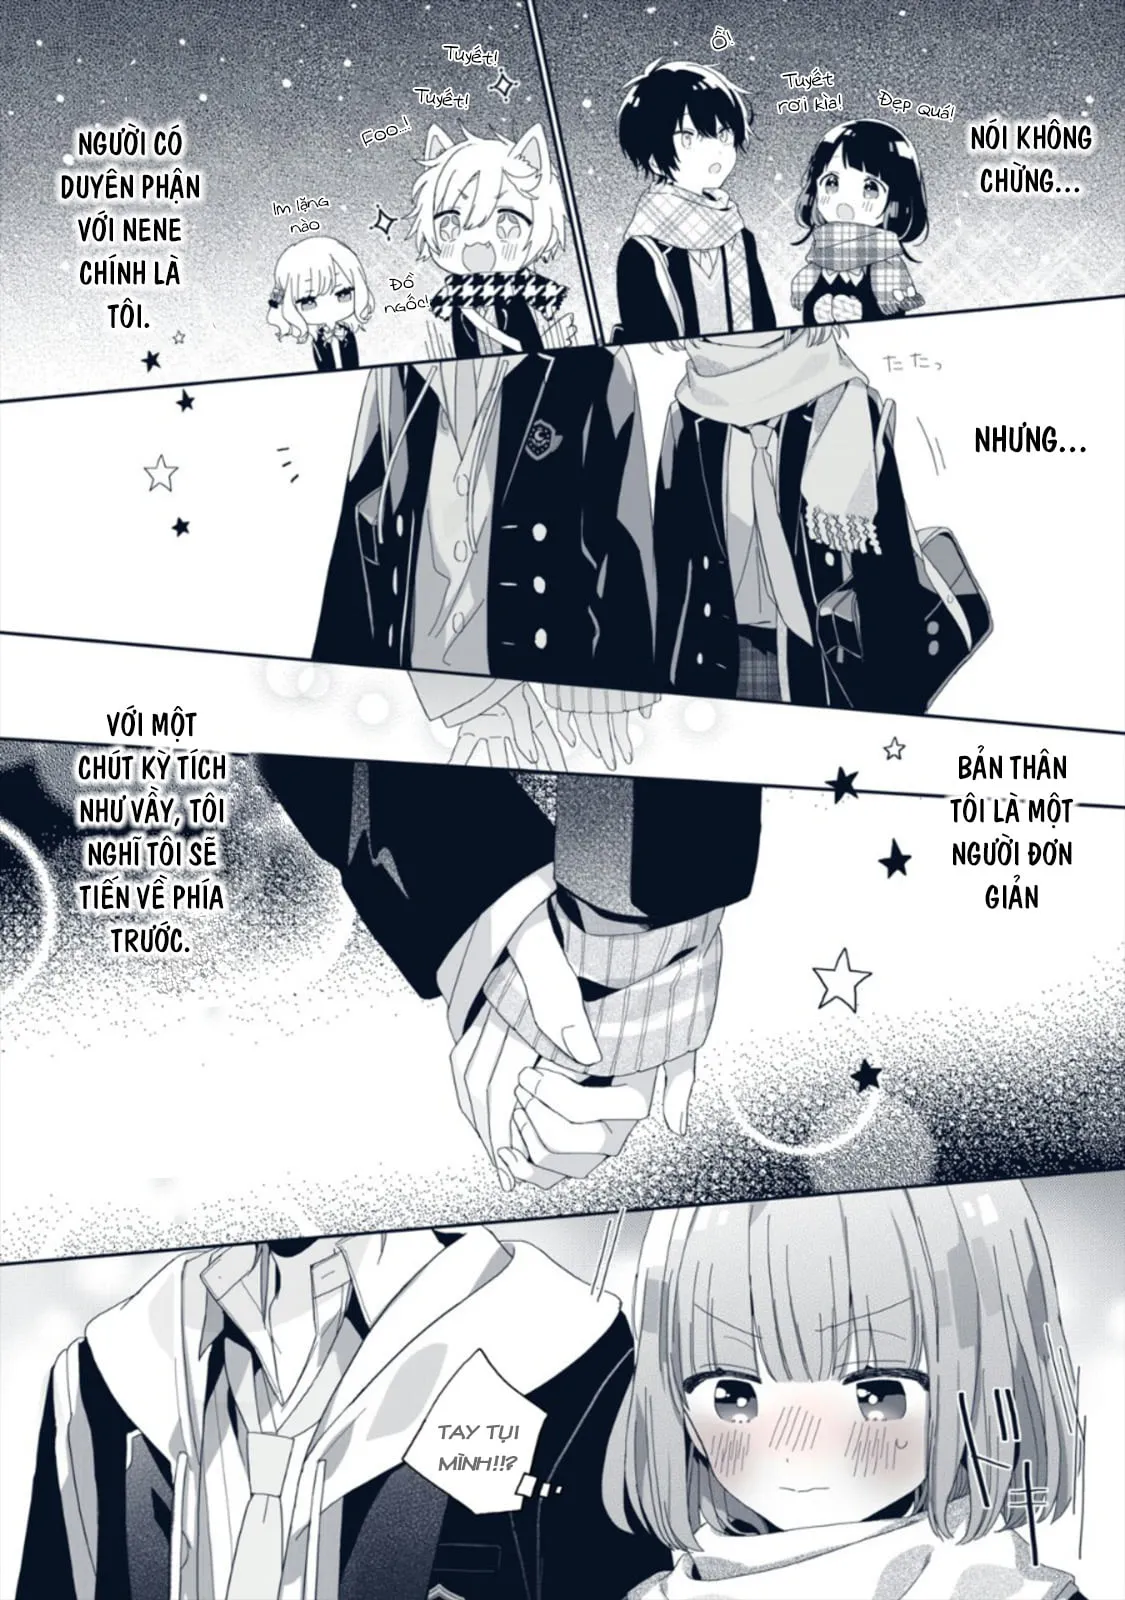 Ồ!
Tuyết
rơi kìa!
Đẹp quá!
NÓI KHÔNG
CHỪNG...
Tuyết!
Tuyết!
Foo...!
Im lặng
nào
Đồ
ngốc!
NGƯỜI CÓ
DUYÊN PHẬN
VỚI NENE
CHÍNH LÀ
TÔI.
たたっ
NHƯNG...
BẢN THÂN
TÔI LÀ MỘT
NGƯỜI ĐƠN
GIẢN
VỚI MỘT
CHÚT KỲ TÍCH
NHƯ VẦY, TÔI
NGHĨ TÔI SẼ
TIẾN VỀ PHÍA
TRƯỚC.
TAY TỤI
MÌNH!!?
ドキ